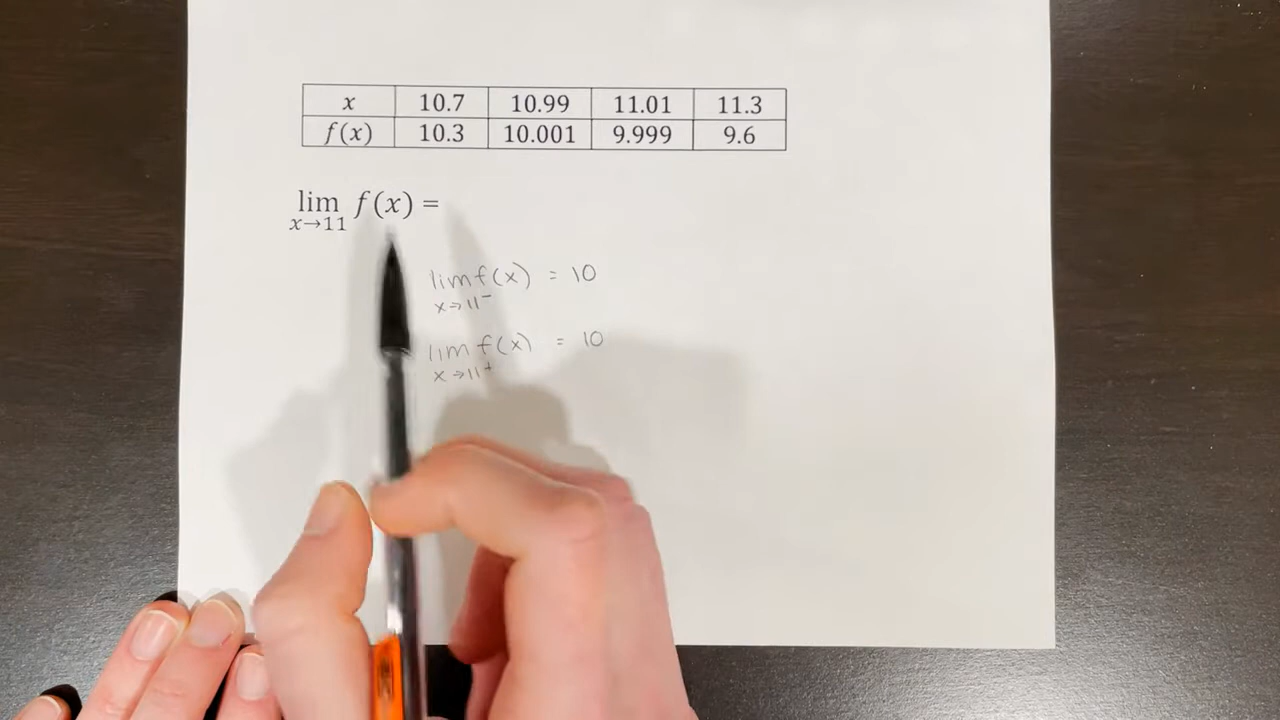 x 10.7 10.99 11.01 11.3
f(x) 10.3 10.001 9.999 9.6
lim f(x) =
x→11
lim f(x) = 10
x→11⁻
lim f(x) = 10
x→11⁺